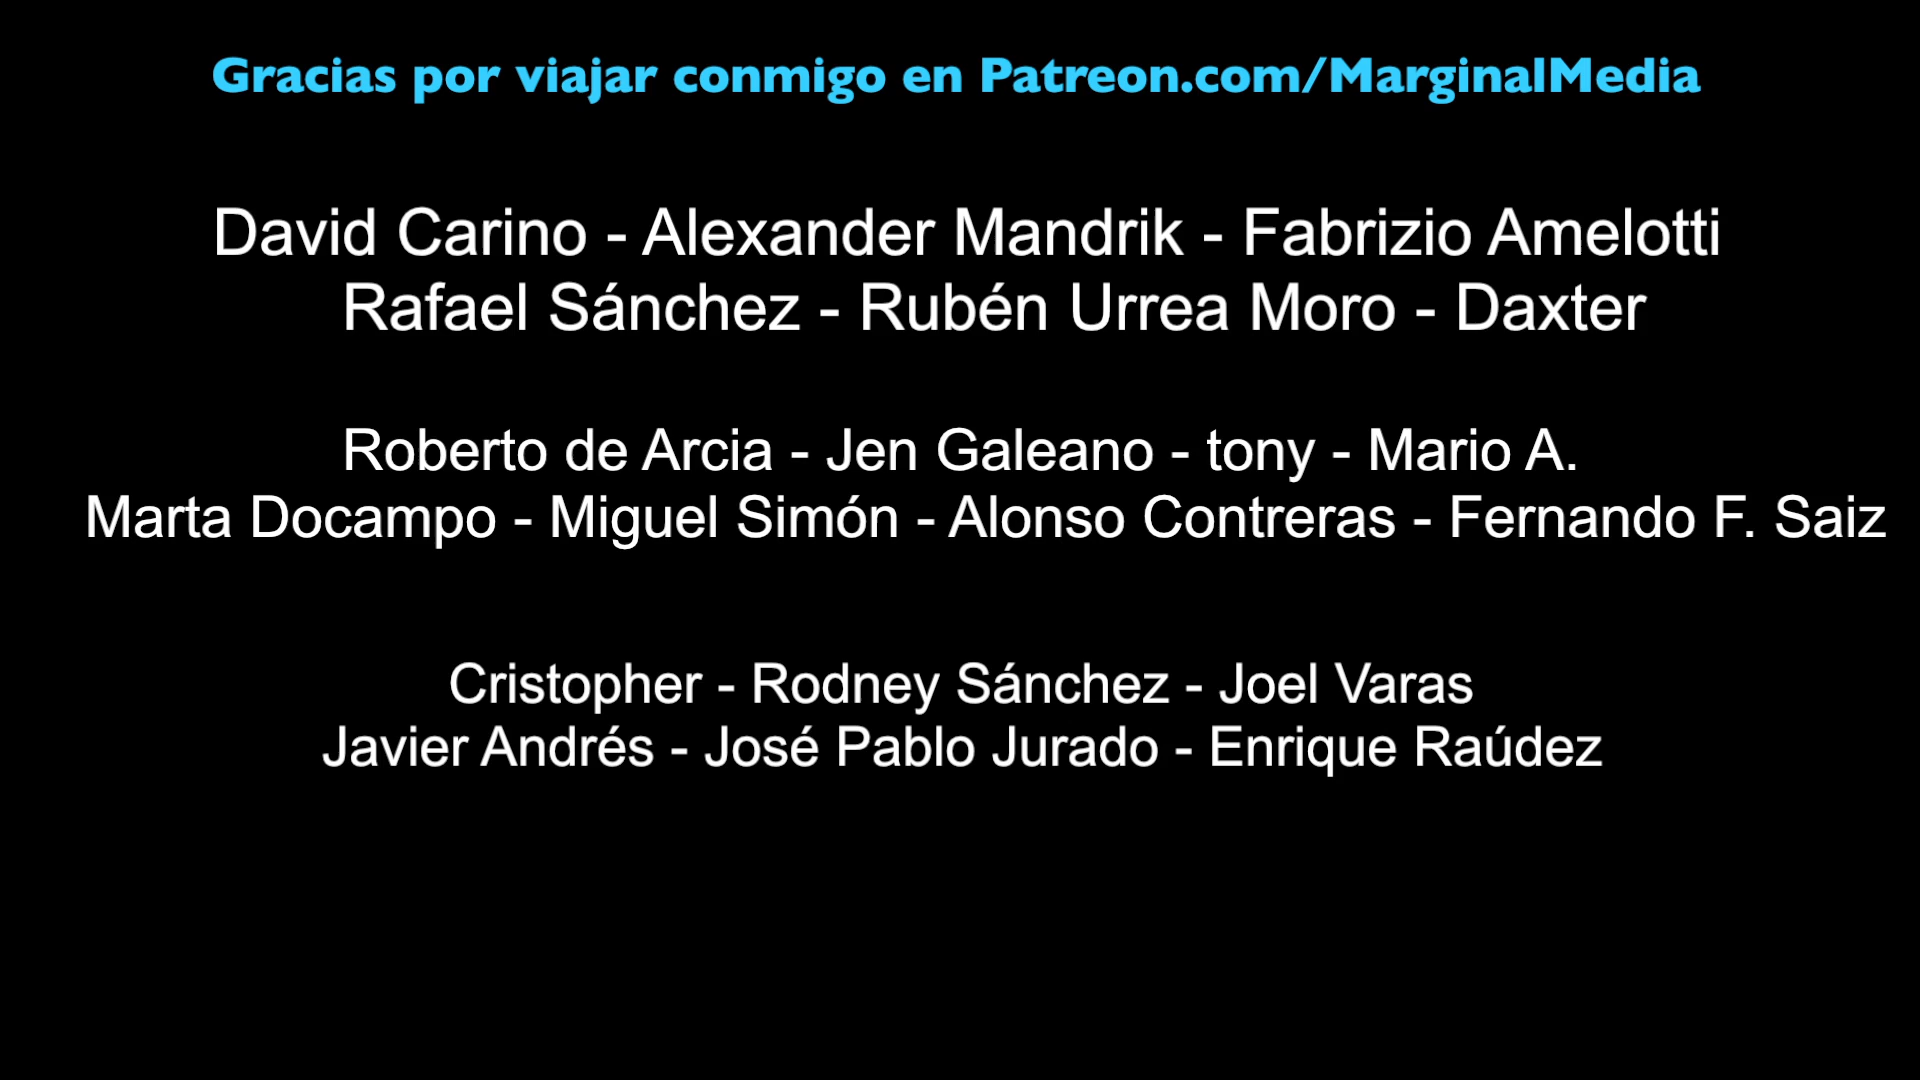 Gracias por viajar conmigo en Patreon.com/MarginalMedia
David Carino - Alexander Mandrik - Fabrizio Amelotti
Rafael Sánchez - Rubén Urrea Moro - Daxter
Roberto de Arcia - Jen Galeano - tony - Mario A.
Marta Docampo - Miguel Simón - Alonso Contreras - Fernando F. Saiz
Cristopher - Rodney Sánchez - Joel Varas
Javier Andrés - José Pablo Jurado - Enrique Raúdez